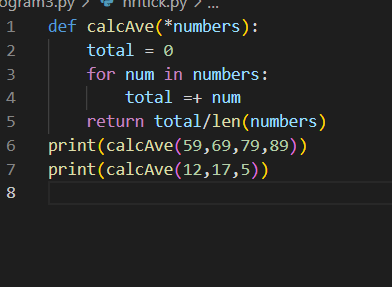 ogram3.py hritick.py > ...
1 def calcAve(*numbers):
2 total = 0
3 for num in numbers:
4 total =+ num
5 return total/len(numbers)
6 print(calcAve(59,69,79,89))
7 print(calcAve(12,17,5))
8